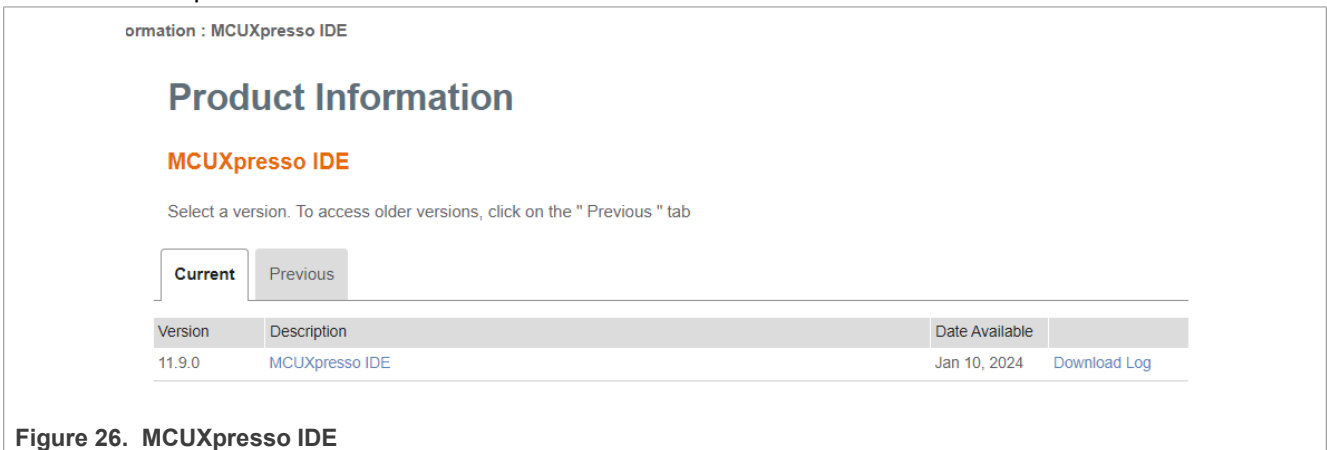 ormation : MCUXpresso IDE
Product Information
MCUXpresso IDE
Select a version. To access older versions, click on the " Previous " tab
Current Previous
Version Description Date Available
11.9.0 MCUXpresso IDE Jan 10, 2024 Download Log
Figure 26. MCUXpresso IDE